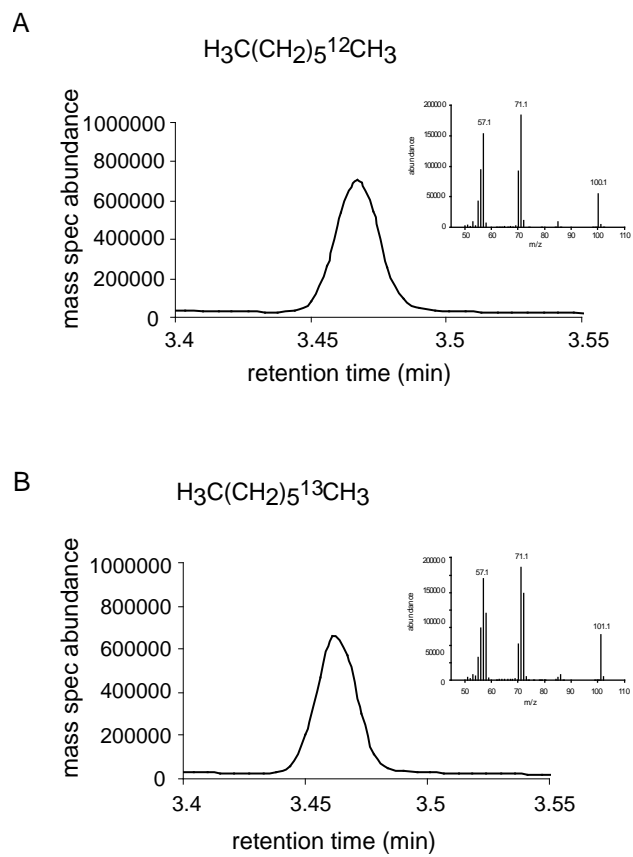 A
H₃C(CH₂)₅¹²CH₃
mass spec abundance
1000000
800000
600000
400000
200000
0
3.4 3.45 3.5 3.55
retention time (min)
abundance
200000
150000
100000
50000
0
57.1
71.1
100.1
50 60 70 80 90 100 110
m/z
B
H₃C(CH₂)₅¹³CH₃
mass spec abundance
1000000
800000
600000
400000
200000
0
3.4 3.45 3.5 3.55
retention time (min)
abundance
200000
150000
100000
50000
0
57.1
71.1
101.1
50 60 70 80 90 100 110
m/z